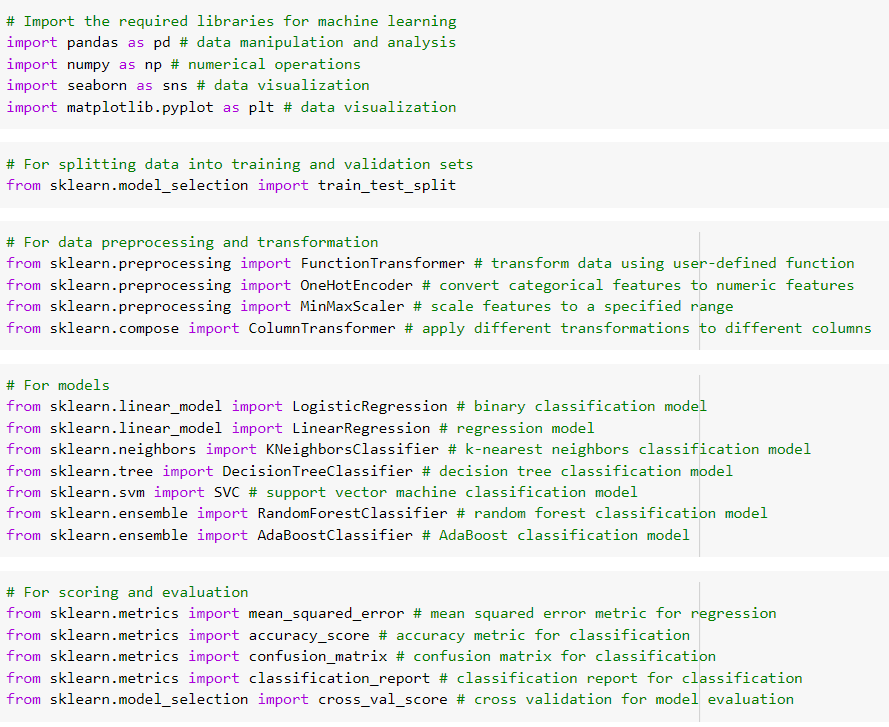 # Import the required libraries for machine learning
import pandas as pd # data manipulation and analysis
import numpy as np # numerical operations
import seaborn as sns # data visualization
import matplotlib.pyplot as plt # data visualization
# For splitting data into training and validation sets
from sklearn.model_selection import train_test_split
# For data preprocessing and transformation
from sklearn.preprocessing import FunctionTransformer # transform data using user-defined function
from sklearn.preprocessing import OneHotEncoder # convert categorical features to numeric features
from sklearn.preprocessing import MinMaxScaler # scale features to a specified range
from sklearn.compose import ColumnTransformer # apply different transformations to different columns
# For models
from sklearn.linear_model import LogisticRegression # binary classification model
from sklearn.linear_model import LinearRegression # regression model
from sklearn.neighbors import KNeighborsClassifier # k-nearest neighbors classification model
from sklearn.tree import DecisionTreeClassifier # decision tree classification model
from sklearn.svm import SVC # support vector machine classification model
from sklearn.ensemble import RandomForestClassifier # random forest classification model
from sklearn.ensemble import AdaBoostClassifier # AdaBoost classification model
# For scoring and evaluation
from sklearn.metrics import mean_squared_error # mean squared error metric for regression
from sklearn.metrics import accuracy_score # accuracy metric for classification
from sklearn.metrics import confusion_matrix # confusion matrix for classification
from sklearn.metrics import classification_report # classification report for classification
from sklearn.model_selection import cross_val_score # cross validation for model evaluation